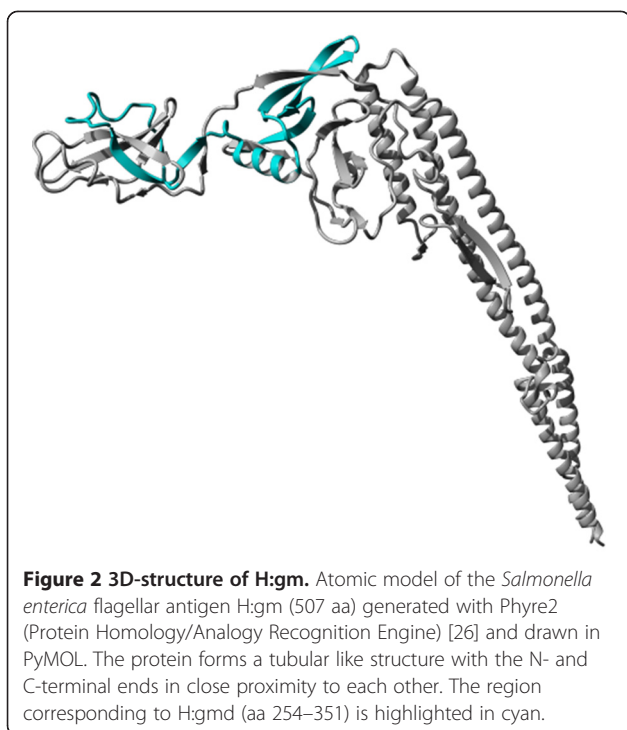 Figure 2 3D-structure of H:gm. Atomic model of the Salmonella
enterica flagellar antigen H:gm (507 aa) generated with Phyre2
(Protein Homology/Analogy Recognition Engine) [26] and drawn in
PyMOL. The protein forms a tubular like structure with the N- and
C-terminal ends in close proximity to each other. The region
corresponding to H:gmd (aa 254–351) is highlighted in cyan.